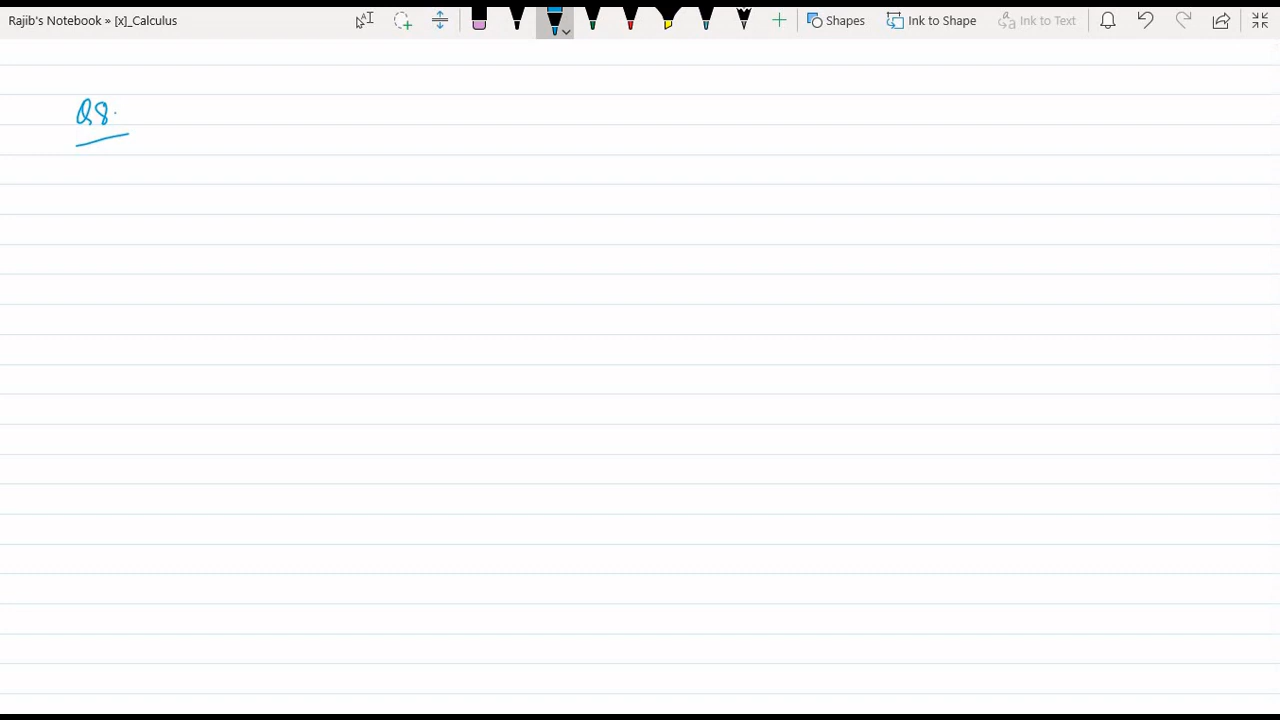 Rajib's Notebook » [x]_Calculus Shapes Ink to Shape Ink to Text
Q8.